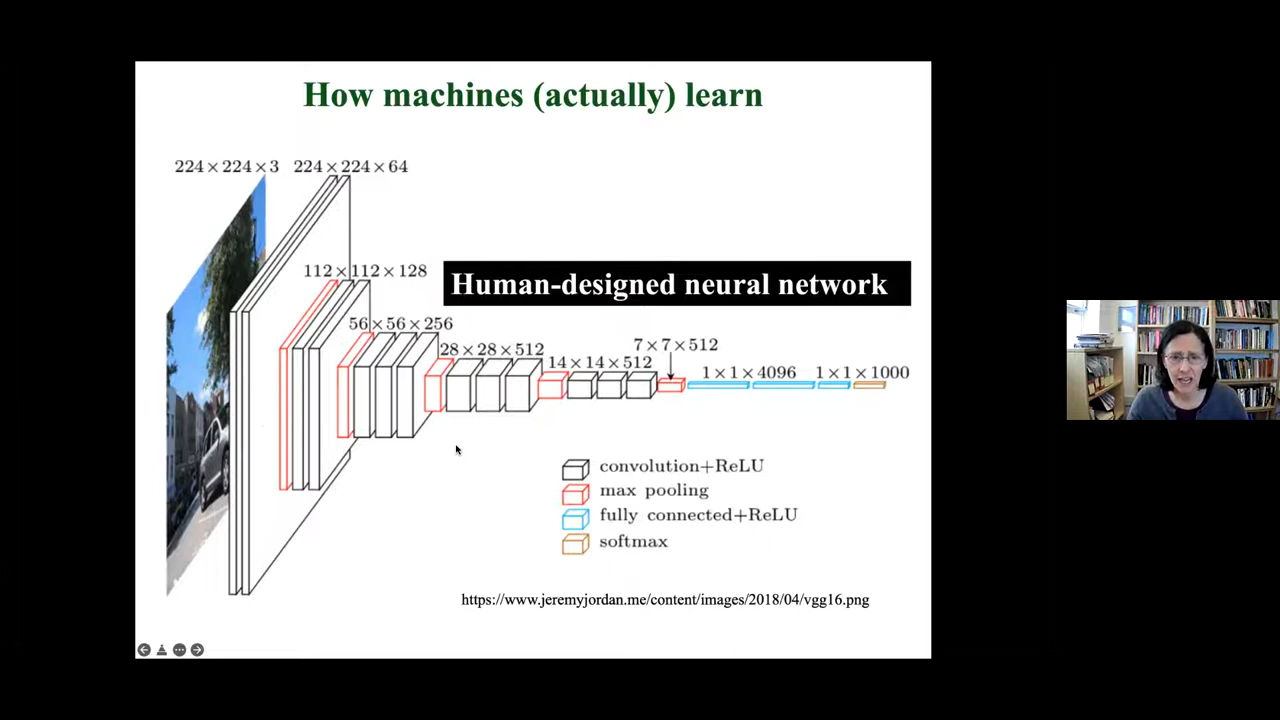 How machines (actually) learn
224×224×3
224×224×64
112×112×128
Human-designed neural network
56×56×256
28×28×512
14×14×512
7×7×512
1×1×4096
1×1×1000
convolution+ReLU
max pooling
fully connected+ReLU
softmax
https://www.jeremyjordan.me/content/images/2018/04/vgg16.png